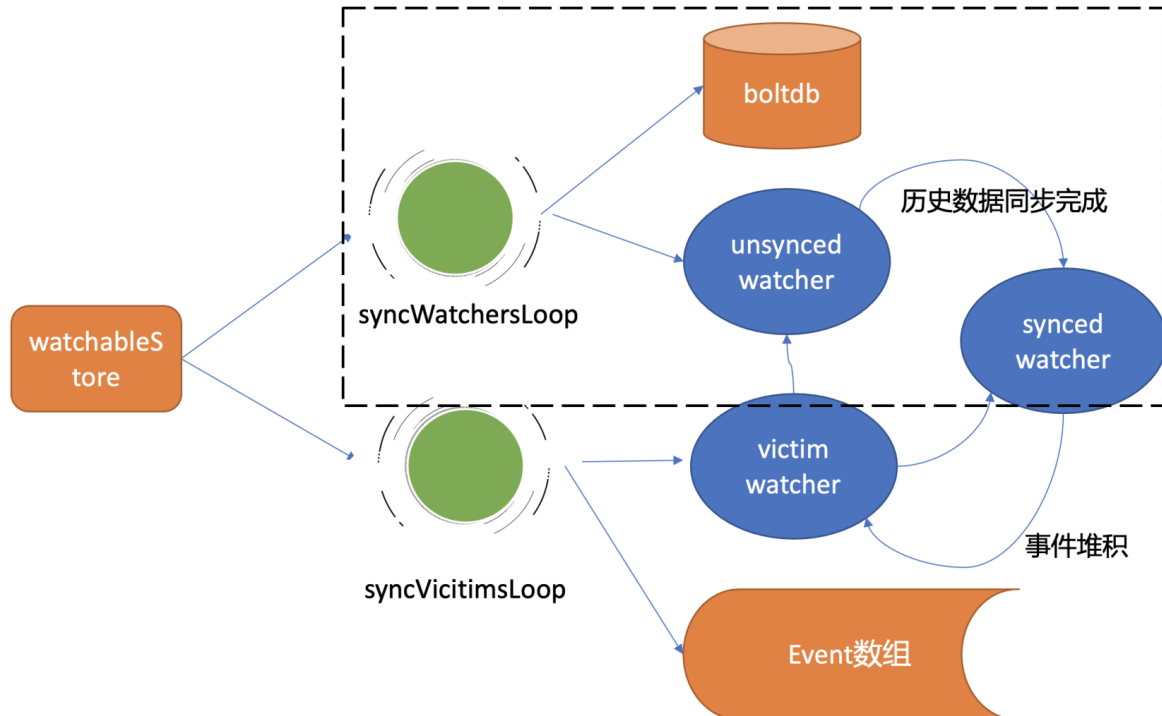 boltdb
历史数据同步完成
unsynced
watcher
syncWatchersLoop
synced
watcher
watchableS
tore
victim
watcher
事件堆积
syncVicitimsLoop
Event数组